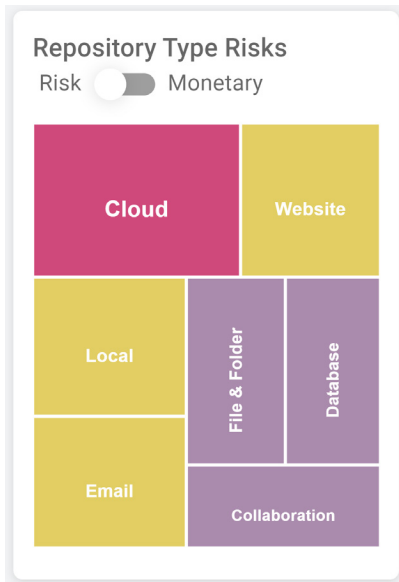 Repository Type Risks
Risk Monetary
Cloud
Website
Local
File & Folder
Database
Email
Collaboration